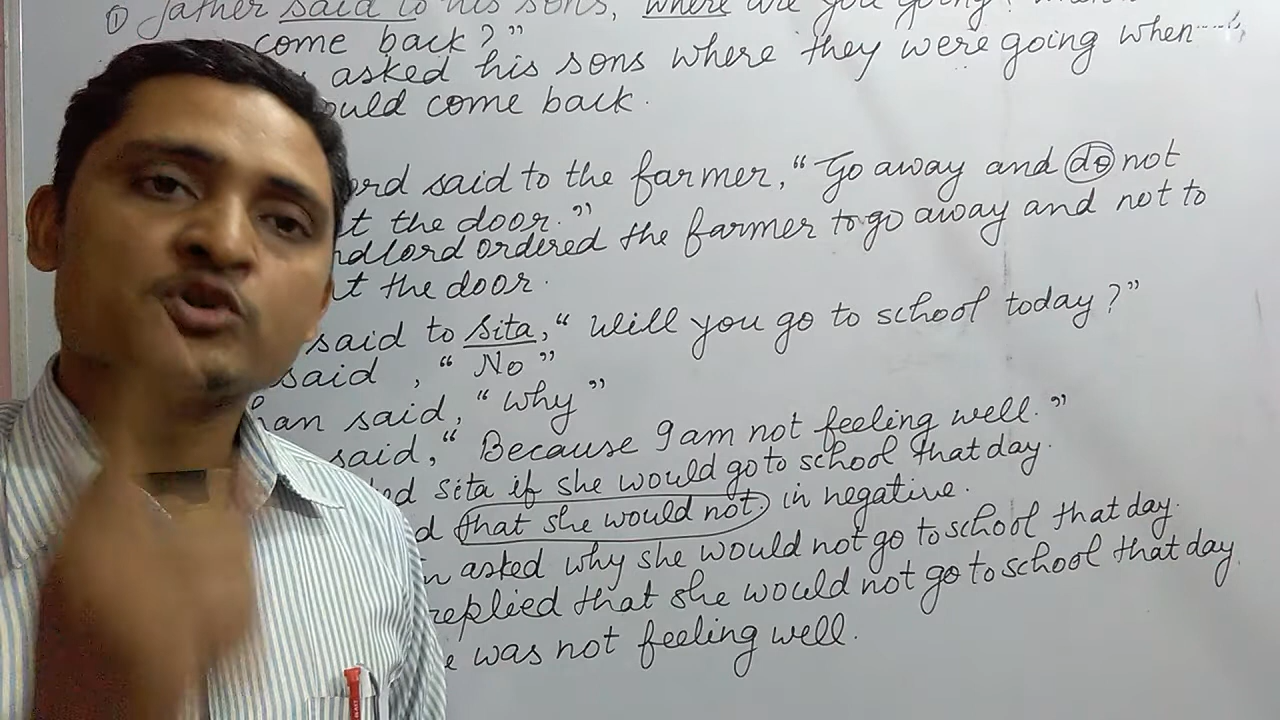 ① Father said to his sons, "where are you going?
come back?"
asked his sons where they were going when
ould come back.
ord said to the farmer, "Go away and do not
t the door."
ndlord ordered the farmer to go away and not to
t the door.
said to Sita, "Will you go to school today?"
said, "No"
han said, "Why"
said, "Because I am not feeling well."
ed Sita if she would go to school that day.
d that she would not. in negative.
n asked why she would not go to school that day.
replied that she would not go to school that day
e was not feeling well.